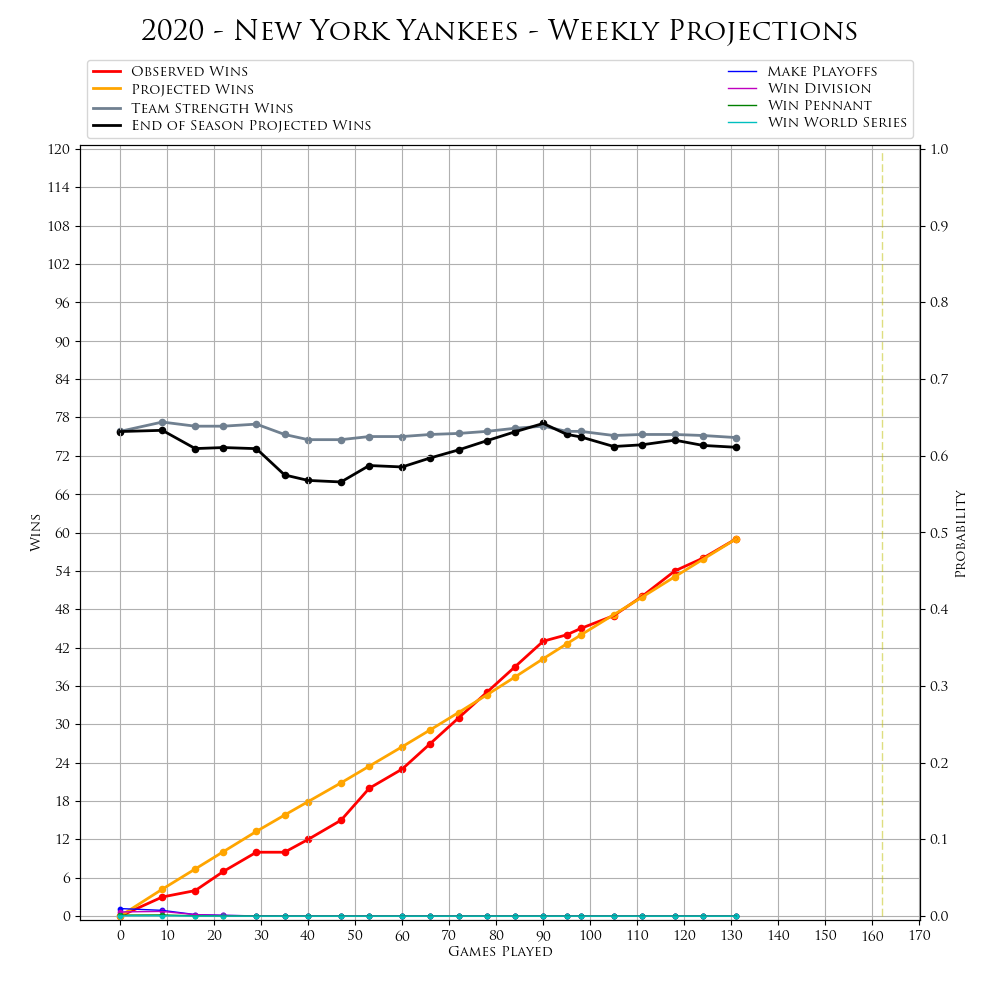 2020 - New York Yankees - Weekly Projections
Observed Wins
Projected Wins
Team Strength Wins
End of Season Projected Wins
Make Playoffs
Win Division
Win Pennant
Win World Series
120
114
108
102
96
90
84
78
72
66
60
54
48
42
36
30
24
18
12
6
0
Wins
1.0
0.9
0.8
0.7
0.6
0.5
0.4
0.3
0.2
0.1
0.0
Probability
0 10 20 30 40 50 60 70 80 90 100 110 120 130 140 150 160 170
Games Played